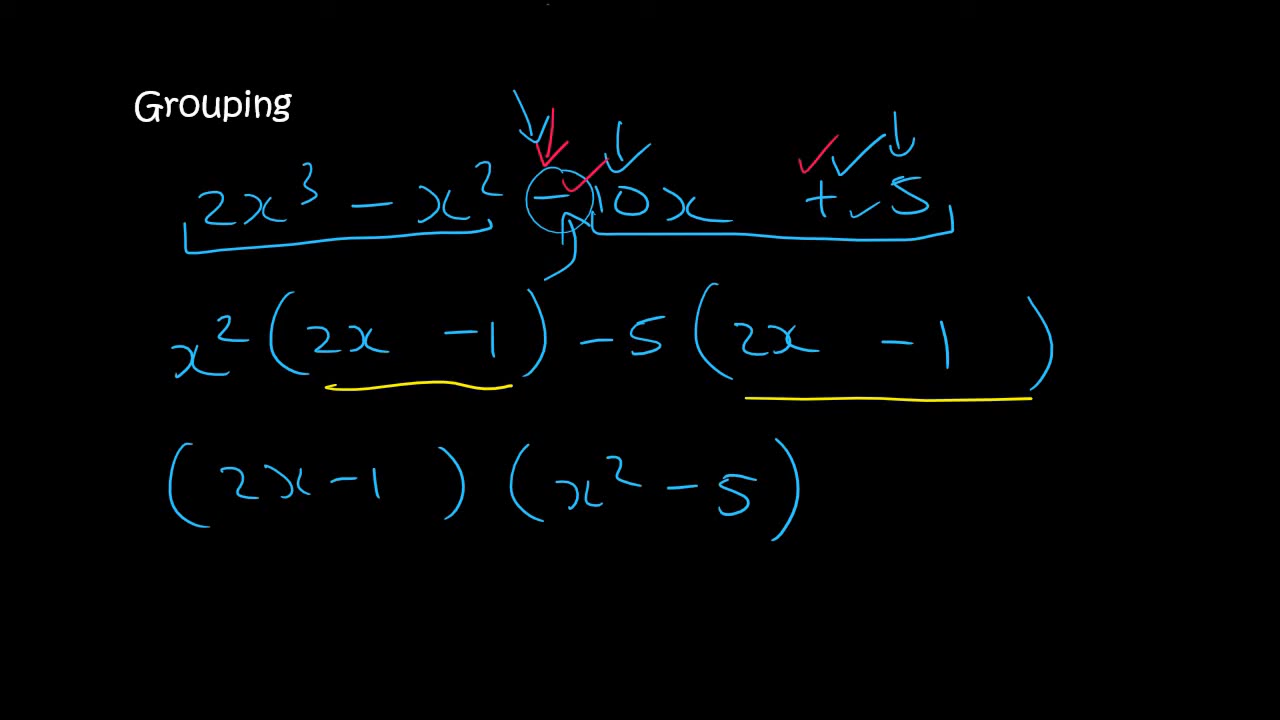 Grouping
2x³ - x² - 10x + 5
x² (2x - 1) - 5 (2x - 1)
(2x - 1) (x² - 5)